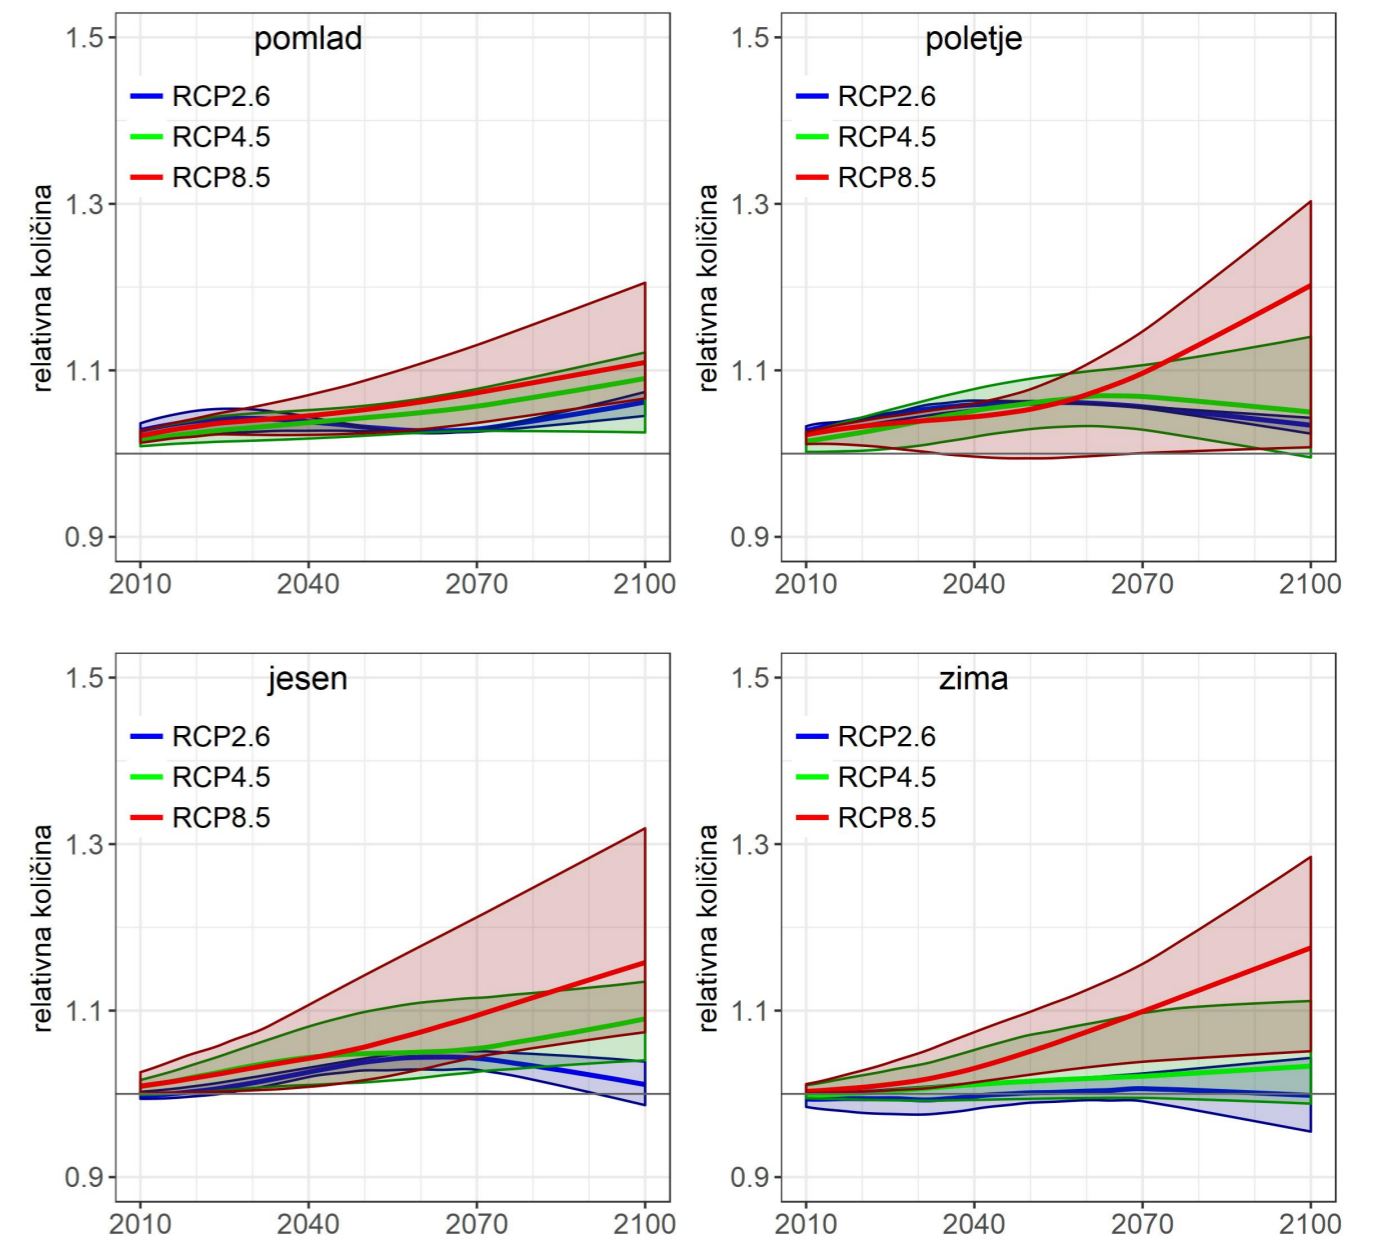 pomlad
RCP2.6
RCP4.5
RCP8.5
relativna količina
1.5
1.3
1.1
0.9
2010 2040 2070 2100
poletje
RCP2.6
RCP4.5
RCP8.5
relativna količina
1.5
1.3
1.1
0.9
2010 2040 2070 2100
jesen
RCP2.6
RCP4.5
RCP8.5
relativna količina
1.5
1.3
1.1
0.9
2010 2040 2070 2100
zima
RCP2.6
RCP4.5
RCP8.5
relativna količina
1.5
1.3
1.1
0.9
2010 2040 2070 2100